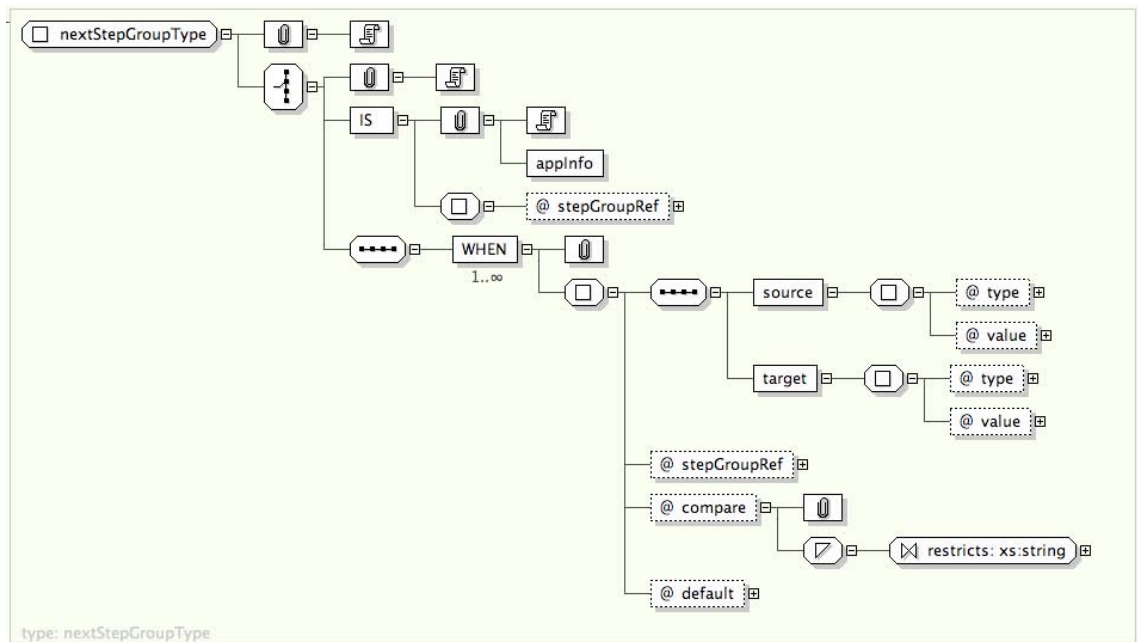 nextStepGroupType
IS
appInfo
@ stepGroupRef
WHEN
1..∞
source
@ type
@ value
target
@ type
@ value
@ stepGroupRef
@ compare
restricts: xs:string
@ default
type: nextStepGroupType